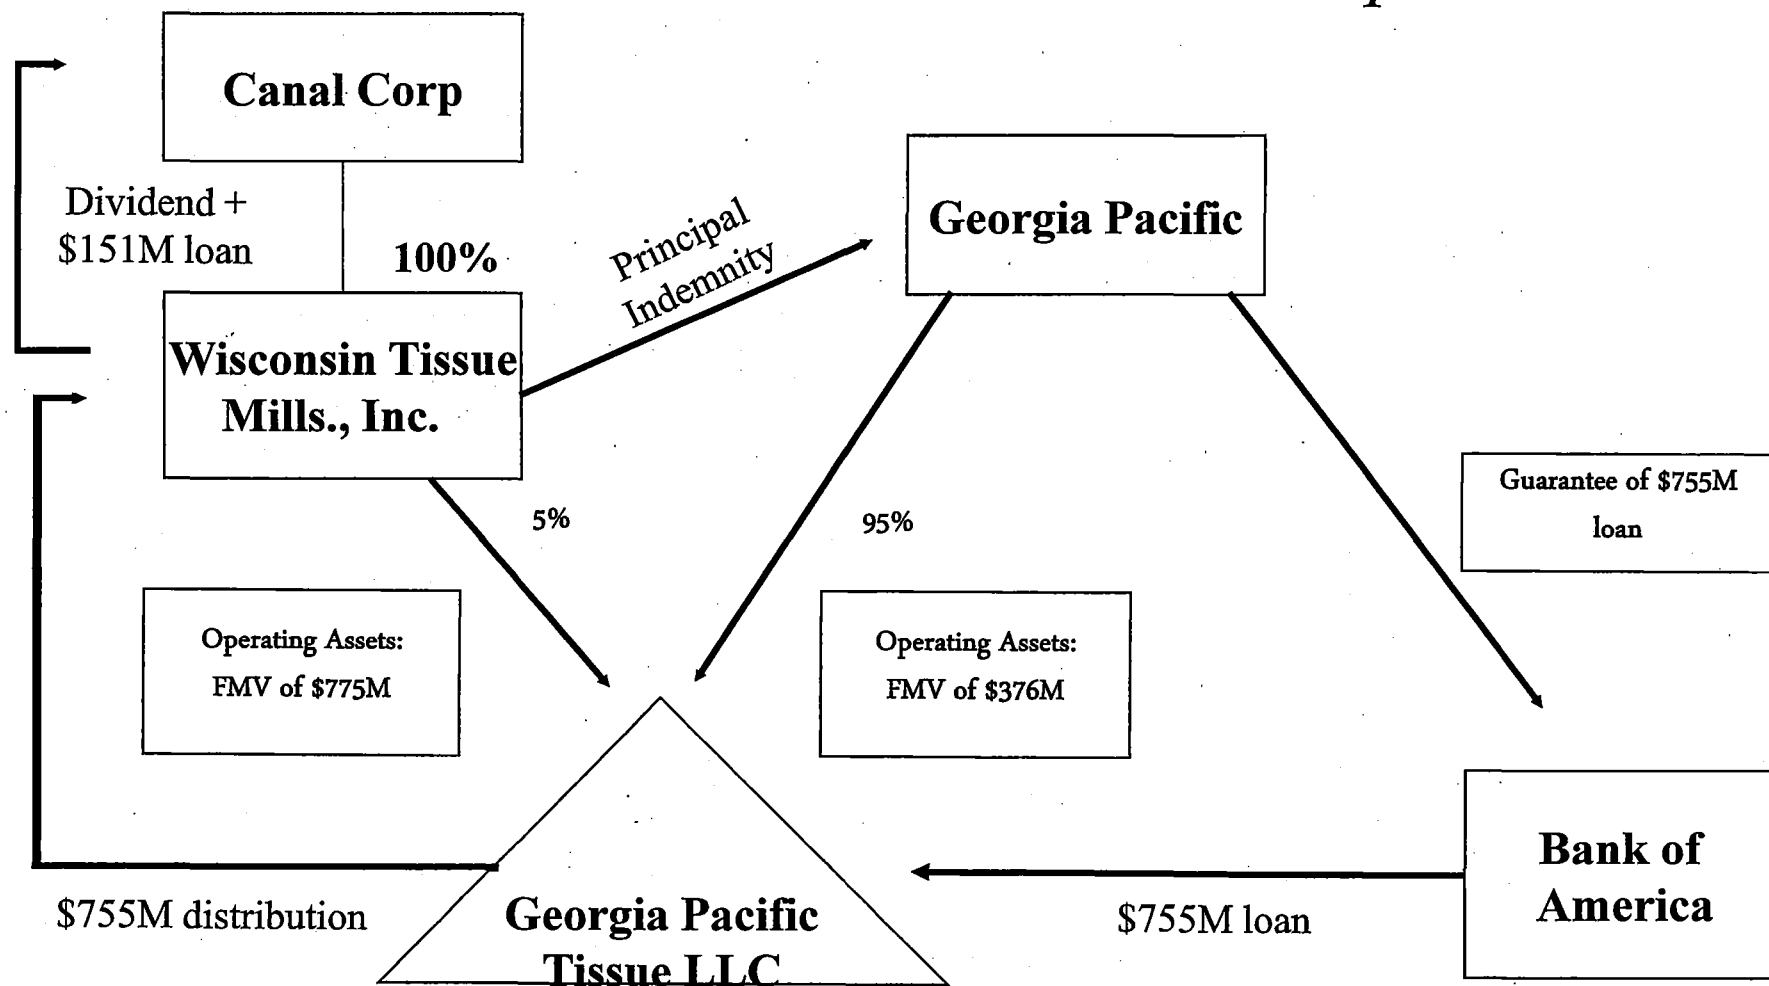 Canal Corp
Dividend +
$151M loan
100%
Principal
Indemnity
Georgia Pacific
Wisconsin Tissue
Mills., Inc.
5%
95%
Guarantee of $755M
loan
Operating Assets:
FMV of $775M
Operating Assets:
FMV of $376M
$755M distribution
Georgia Pacific
Tissue LLC
$755M loan
Bank of
America